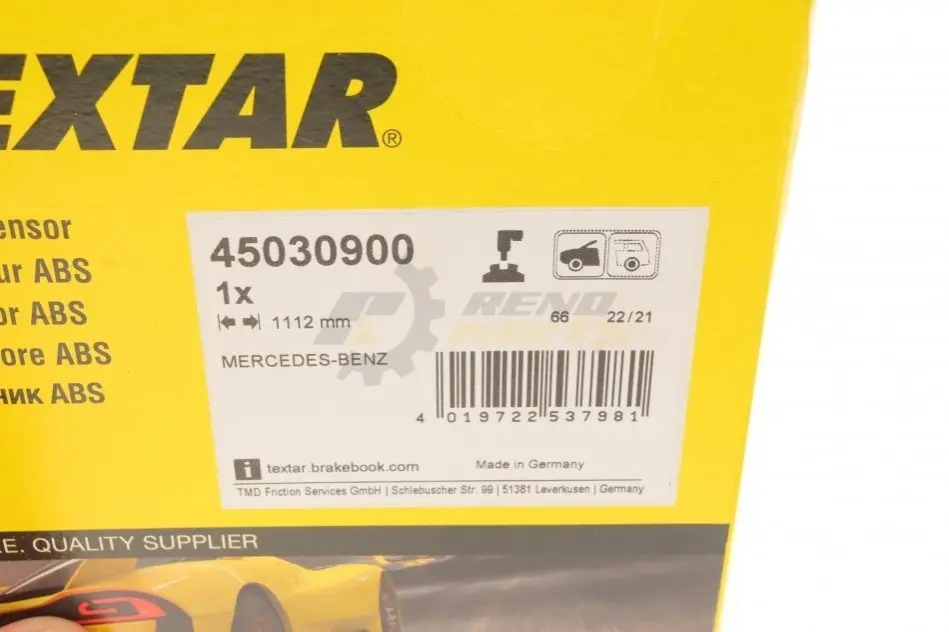 EXTAR®
ensor
ur ABS
or ABS
ore ABS
ник ABS
45030900
1x
1112 mm
66 22/21
MERCEDES-BENZ
4 019722 537981
i textar.brakebook.com
Made in Germany
TMD Friction Services GmbH | Schlebuscher Str. 99 | 51381 Leverkusen | Germany
.E. QUALITY SUPPLIER
RENO